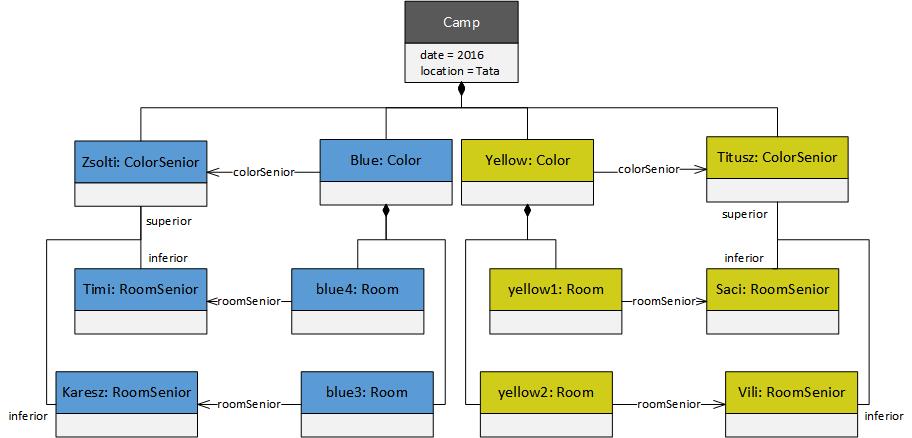 Camp
date = 2016
location = Tata
Zsolti: ColorSenior
colorSenior
Blue: Color
Yellow: Color
colorSenior
Titusz: ColorSenior
superior
superior
inferior
inferior
Timi: RoomSenior
roomSenior
blue4: Room
yellow1: Room
roomSenior
Saci: RoomSenior
Karesz: RoomSenior
roomSenior
blue3: Room
yellow2: Room
roomSenior
Vili: RoomSenior
inferior
inferior